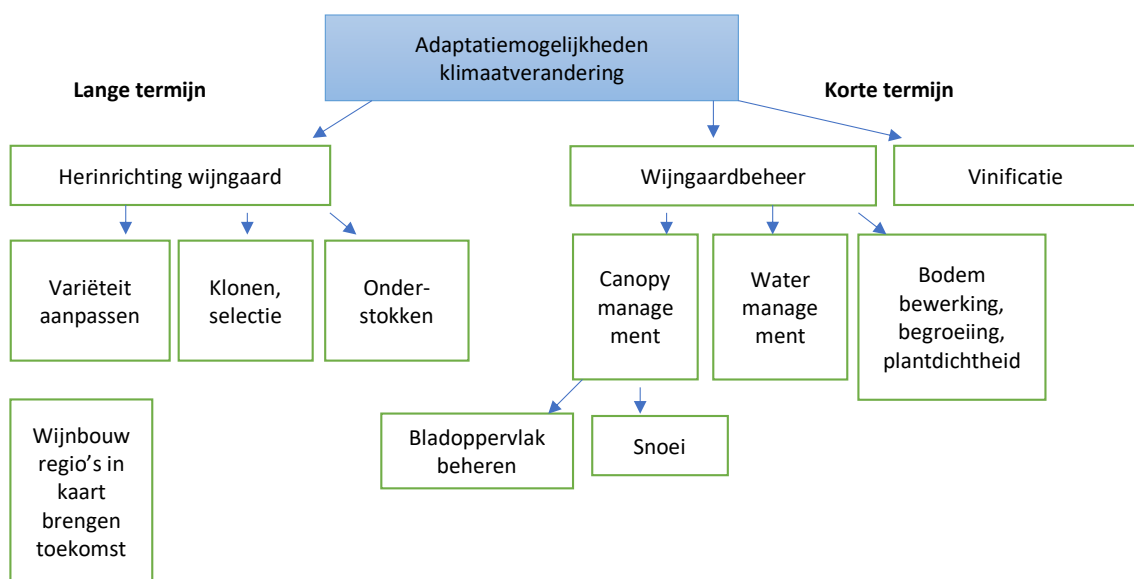 Adaptatiemogelijkheden
klimaatverandering
Lange termijn
Korte termijn
Herinrichting wijngaard
Wijngaardbeheer
Vinificatie
Variëteit
aanpassen
Klonen,
selectie
Onder-
stokken
Canopy
manage
ment
Water
manage
ment
Bodem
bewerking,
begroeiing,
plantdichtheid
Bladoppervlak
beheren
Snoei
Wijnbouw
regio’s in
kaart
brengen
toekomst